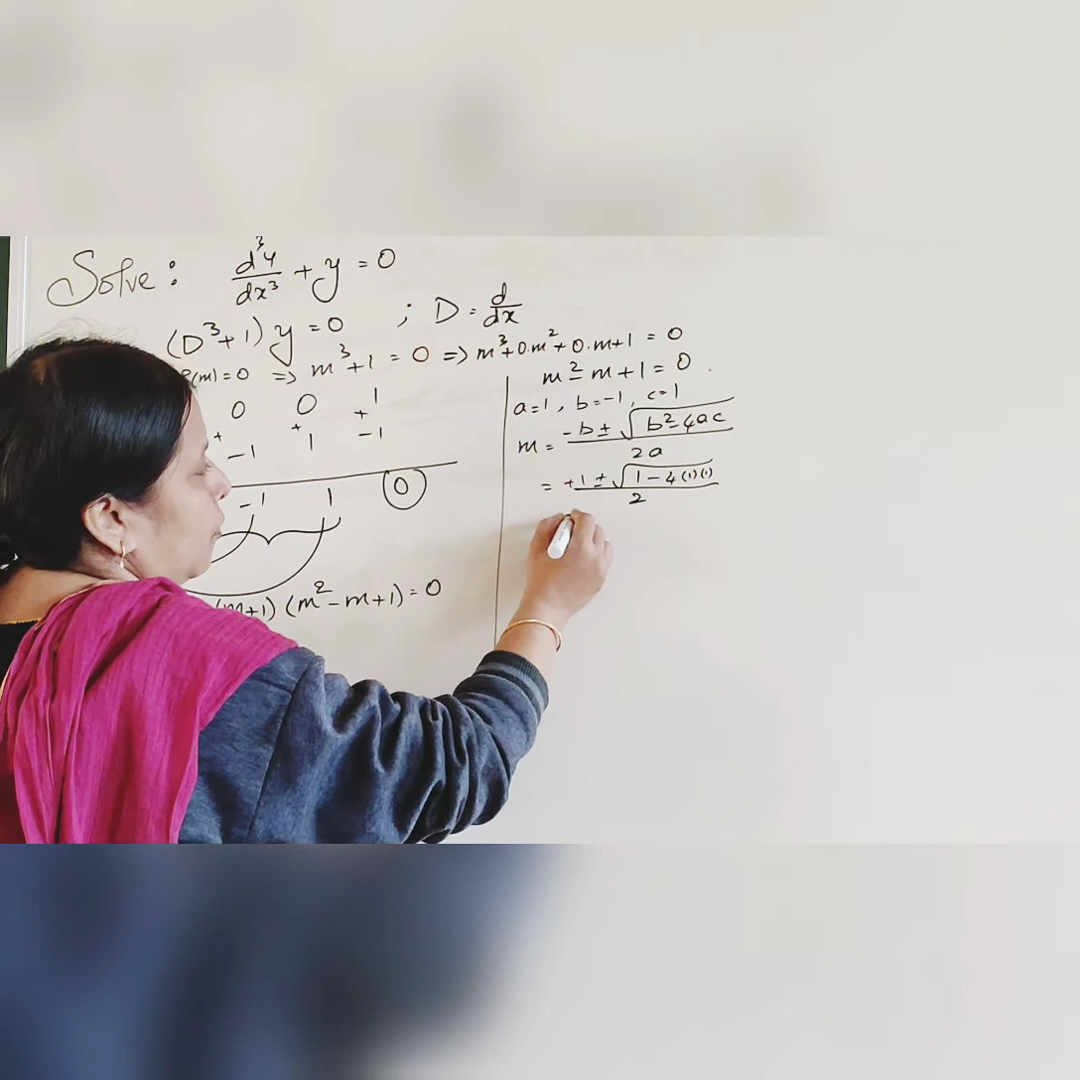 Solve: d³y/dx³ + y = 0
(D³+1) y = 0 ; D = d/dx
(m) = 0 => m³+1 = 0 => m³+0.m²+0.m+1 = 0
0 0 +1
+ -1 + 1 -1
-1 1 0
(m+1) (m²-m+1) = 0
m²-m+1 = 0.
a=1, b=-1, c=1
m = -b ± √(b²-4ac) / 2a
= +1 ± √(1-4(1)(1)) / 2